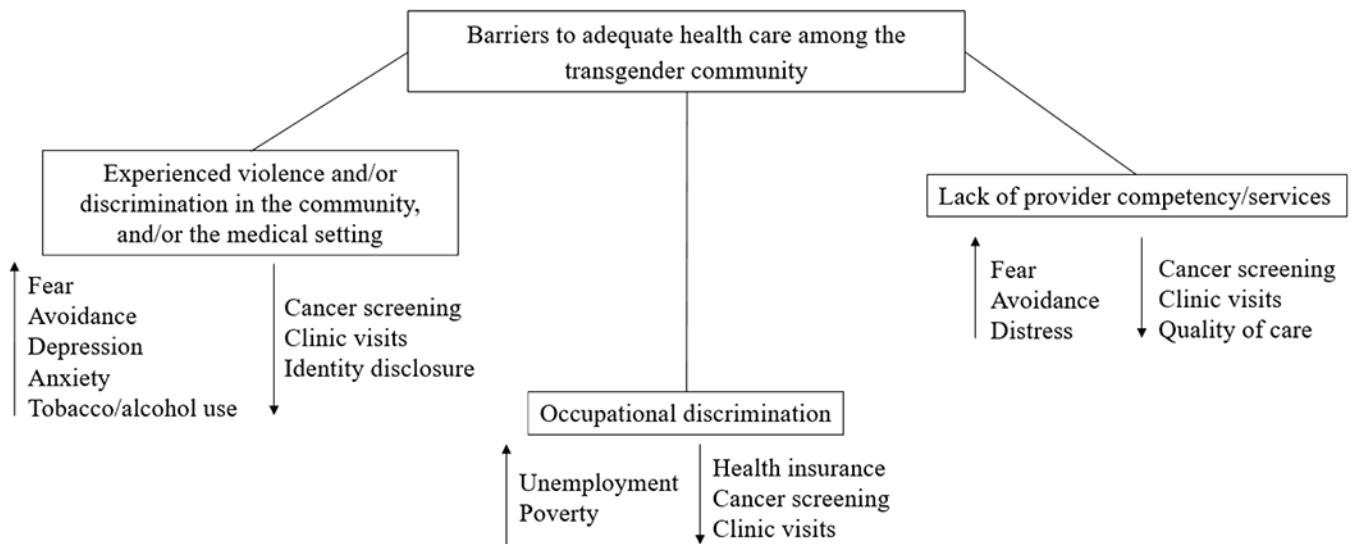 Barriers to adequate health care among the
transgender community
Experienced violence and/or
discrimination in the community,
and/or the medical setting
Fear
Avoidance
Depression
Anxiety
Tobacco/alcohol use
Cancer screening
Clinic visits
Identity disclosure
Occupational discrimination
Unemployment
Poverty
Health insurance
Cancer screening
Clinic visits
Lack of provider competency/services
Fear
Avoidance
Distress
Cancer screening
Clinic visits
Quality of care